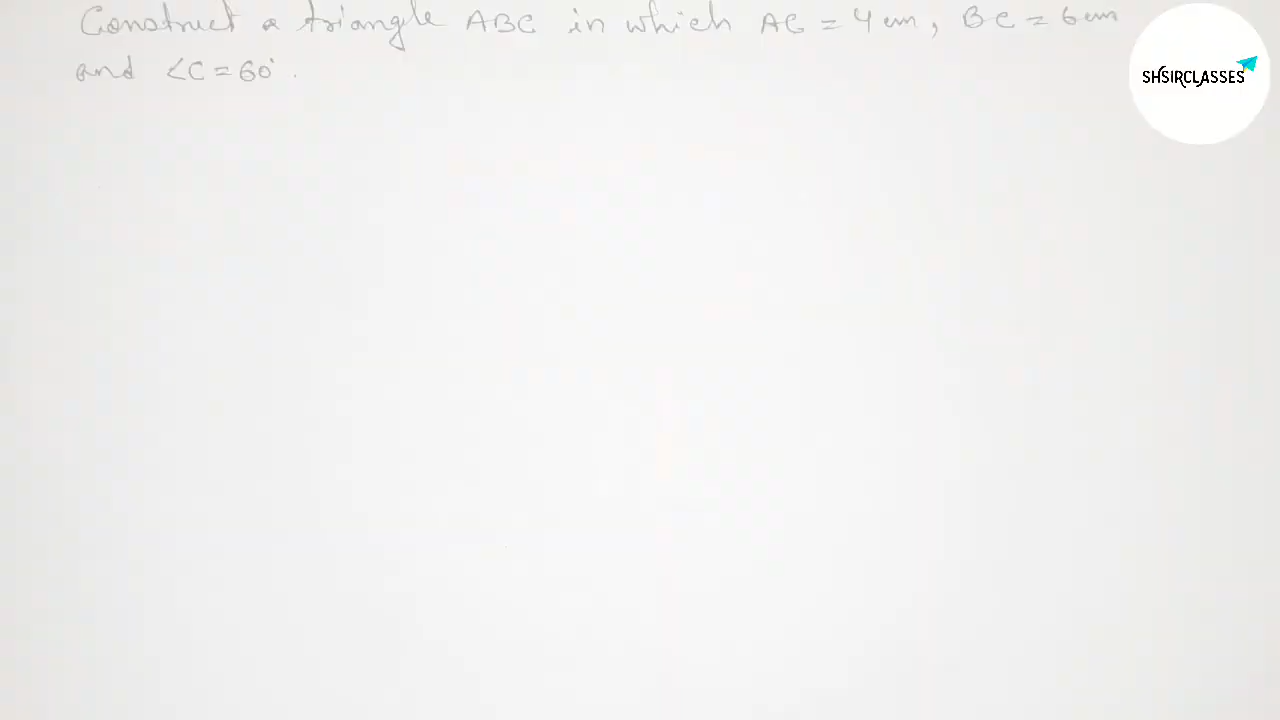 Construct a triangle ABC in which AC = 4 cm, BC = 6 cm
and ∠C = 60°.
SHSIRCLASSES